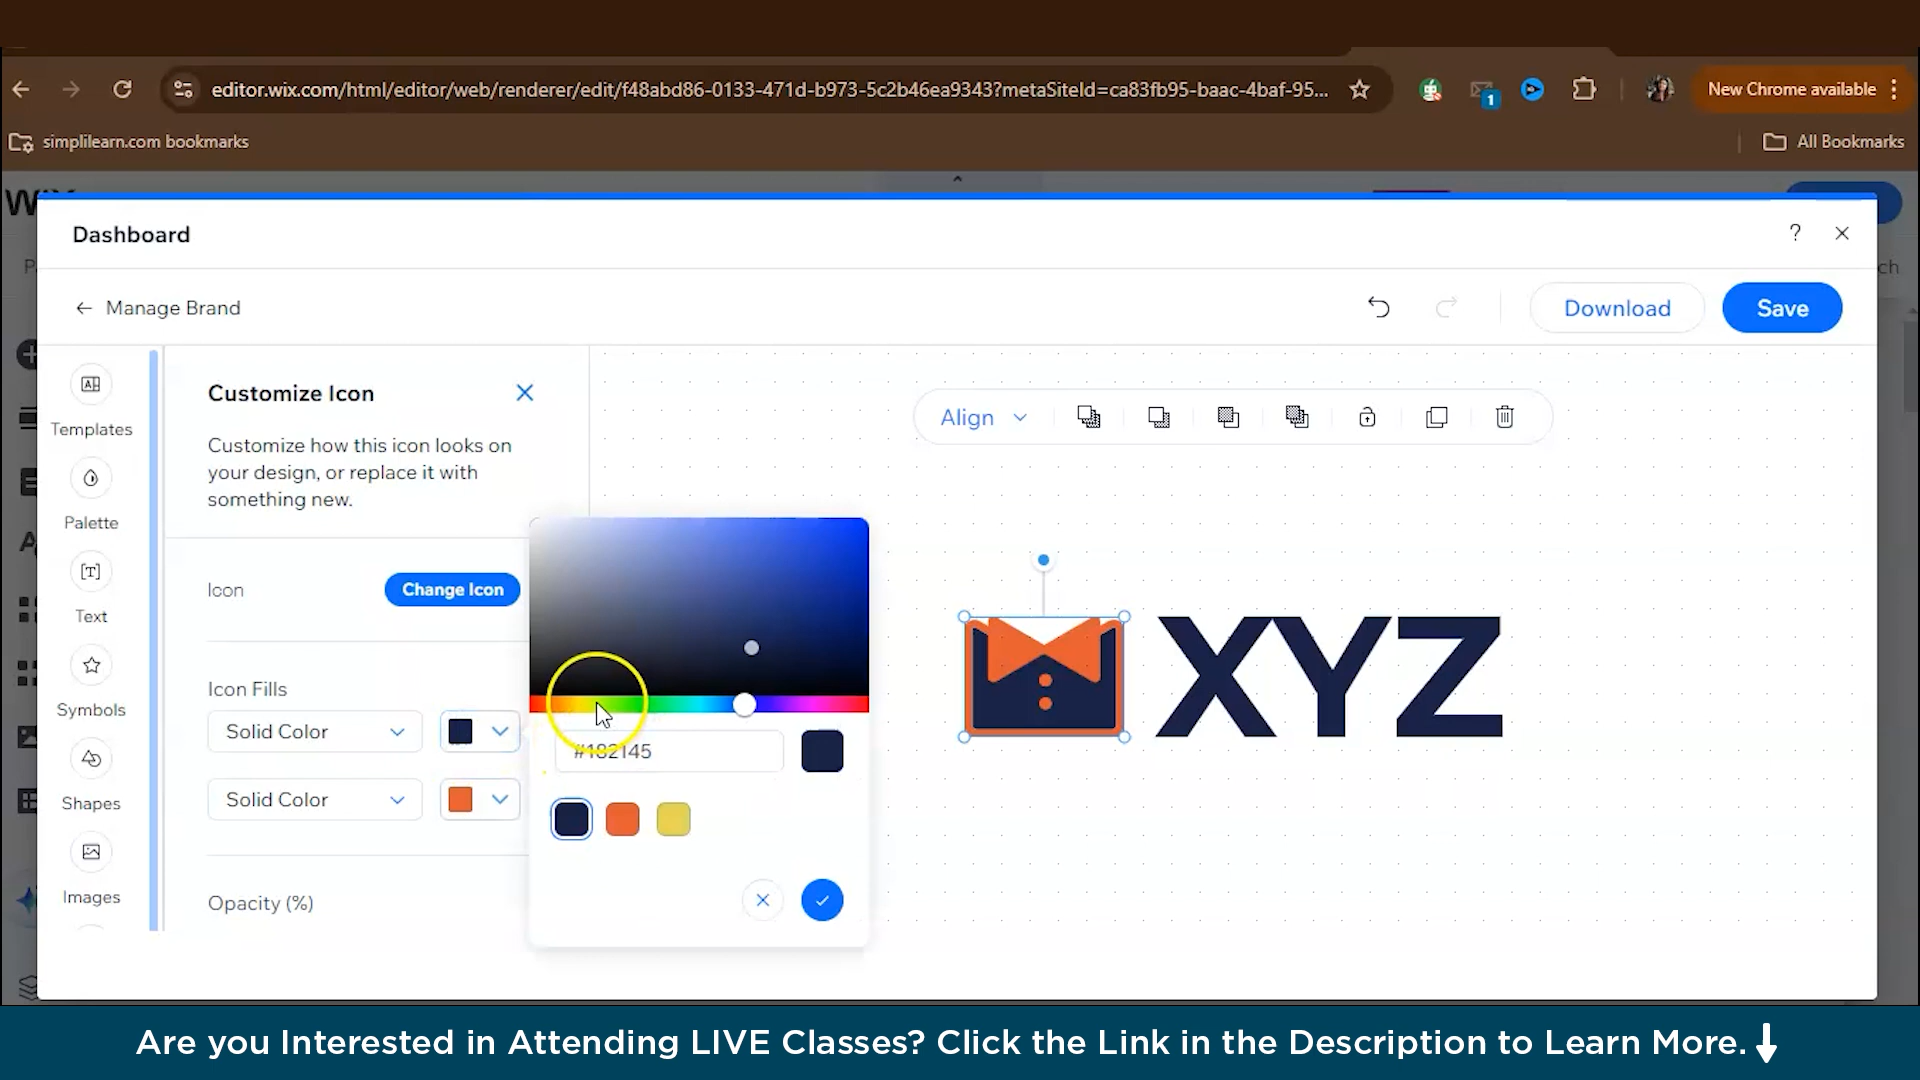 editor.wix.com/html/editor/web/renderer/edit/f48abd86-0133-471d-b973-5c2b46ea9343?metaSiteId=ca83fb95-baac-4baf-95...
1
New Chrome available
simplilearn.com bookmarks
All Bookmarks
Dashboard
?
Manage Brand
Download
Save
Templates
Palette
Text
Symbols
Shapes
Images
Customize Icon
Customize how this icon looks on
your design, or replace it with
something new.
Icon
Change Icon
Icon Fills
Solid Color
Solid Color
Opacity (%)
#182145
Align
XYZ
Are you Interested in Attending LIVE Classes? Click the Link in the Description to Learn More.